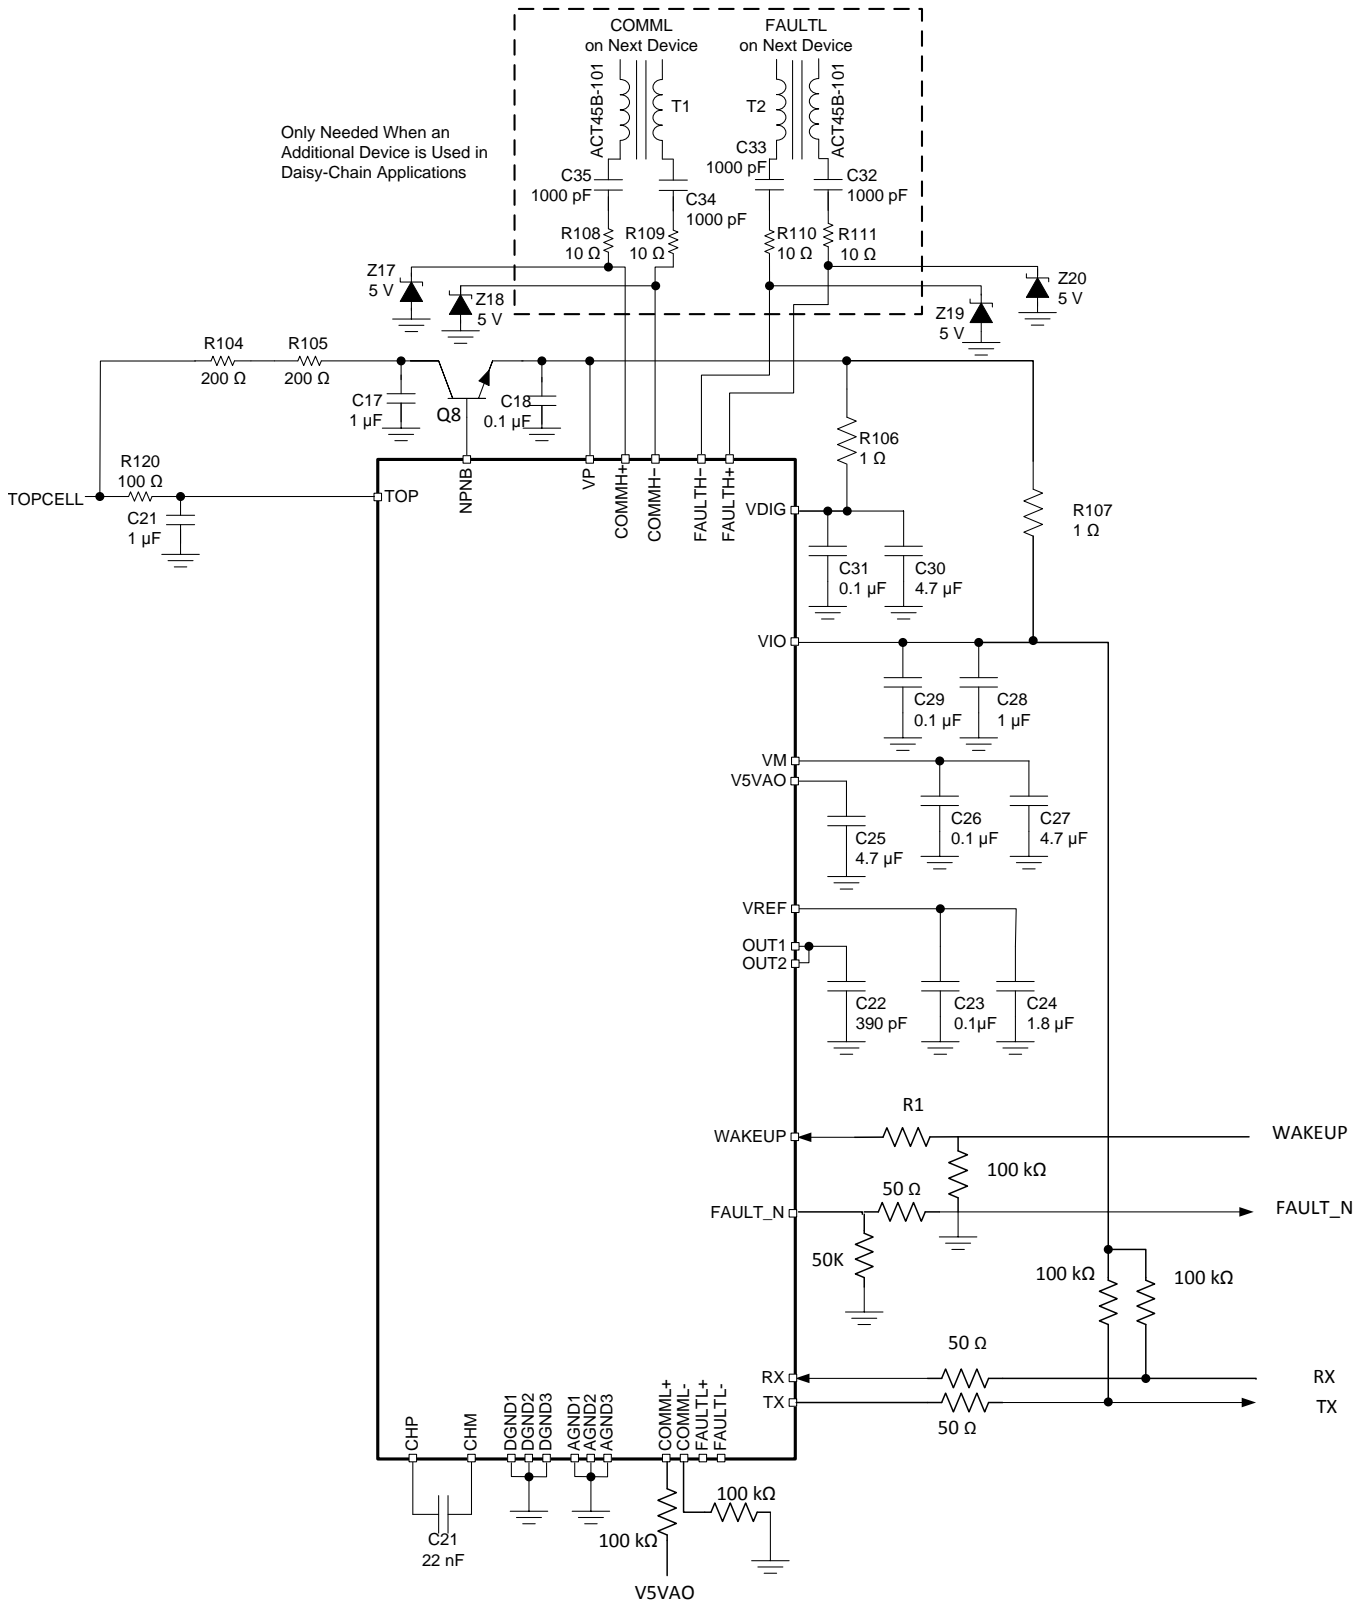 COMML
on Next Device
FAULTL
on Next Device
ACT45B-101
T1
T2
ACT45B-101
Only Needed When an
Additional Device is Used in
Daisy-Chain Applications
C35
1000 pF
C34
1000 pF
C33
1000 pF
C32
1000 pF
R108
10 Ω
R109
10 Ω
R110
10 Ω
R111
10 Ω
Z17
5 V
Z18
5 V
Z19
5 V
Z20
5 V
R104
200 Ω
R105
200 Ω
C17
1 µF
Q8
C18
0.1 µF
R106
1 Ω
R107
1 Ω
TOPCELL
R120
100 Ω
C21
1 µF
TOP
NPNB
VP
COMMH+
COMMH−
FAULTH−
FAULTH+
VDIG
C31
0.1 µF
C30
4.7 µF
VIO
C29
0.1 µF
C28
1 µF
VM
V5VAO
C25
4.7 µF
C26
0.1 µF
C27
4.7 µF
VREF
OUT1
OUT2
C22
390 pF
C23
0.1µF
C24
1.8 µF
R1
WAKEUP
WAKEUP
100 kΩ
50 Ω
FAULT_N
FAULT_N
50K
100 kΩ
100 kΩ
50 Ω
RX
RX
TX
TX
50 Ω
CHP
CHM
DGND1
DGND2
DGND3
AGND1
AGND2
AGND3
COMML+
COMML-
FAULTL+
FAULTL-
C21
22 nF
100 kΩ
100 kΩ
V5VAO